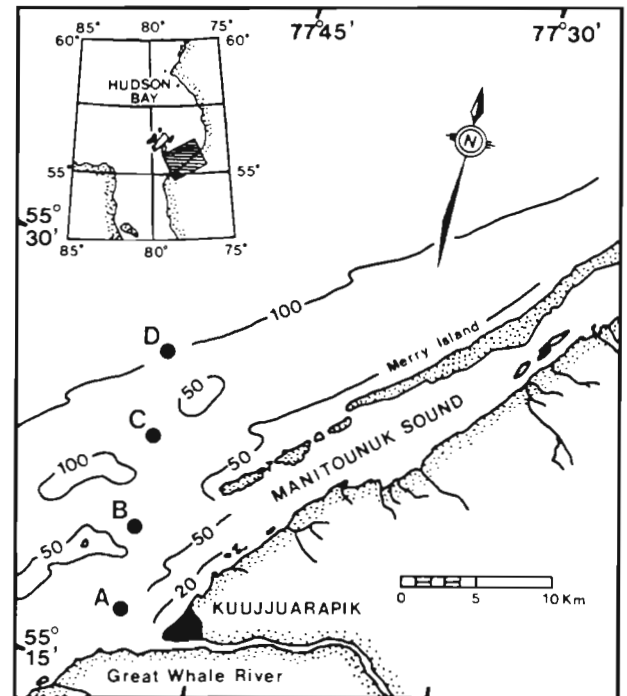 85° 80° 75°
60° 60°
HUDSON
BAY
55° 55°
85° 80° 75°
77°45' 77°30'
N
55°
30'
100
D
50
Merry Island
C
100
50
MANITOUNUK SOUND
B
50
50
20
A
KUUJJUARAPIK
0 5 10 Km
55°
15'
Great Whale River